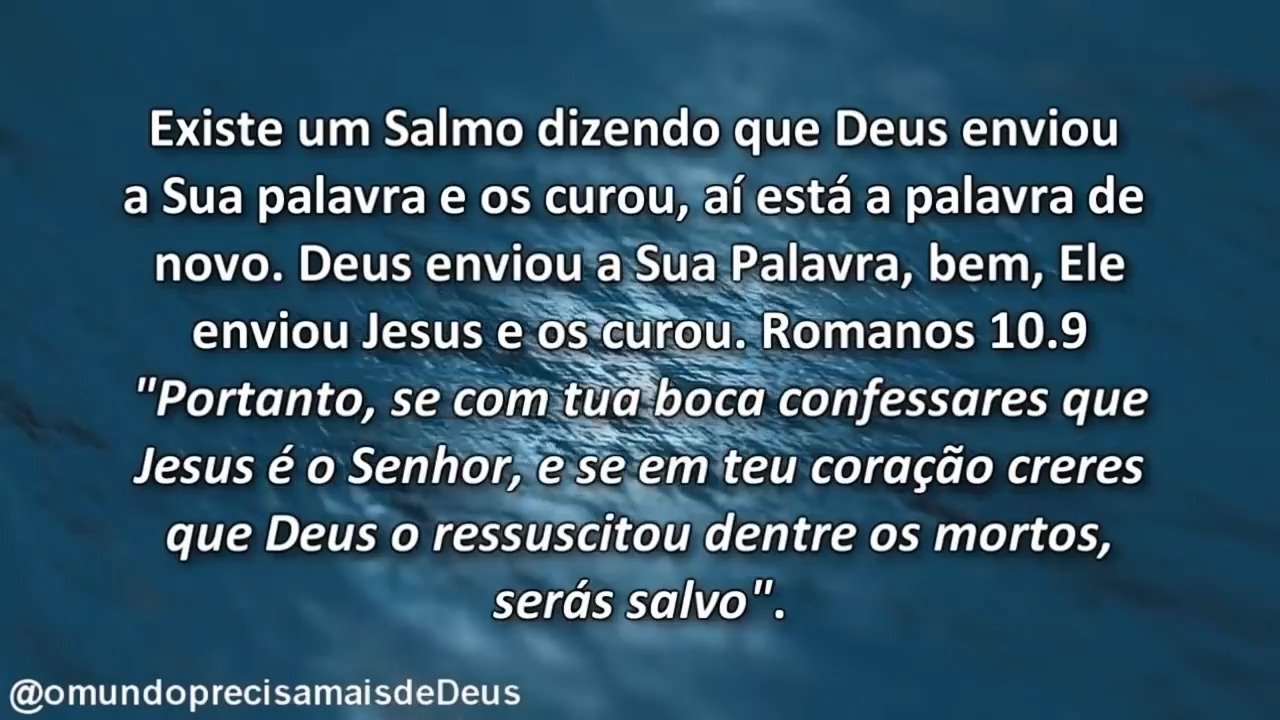 Existe um Salmo dizendo que Deus enviou
a Sua palavra e os curou, aí está a palavra de
novo. Deus enviou a Sua Palavra, bem, Ele
enviou Jesus e os curou. Romanos 10.9
"Portanto, se com tua boca confessares que
Jesus é o Senhor, e se em teu coração creres
que Deus o ressuscitou dentre os mortos,
serás salvo".
@omundoprecisamaisdeDeus